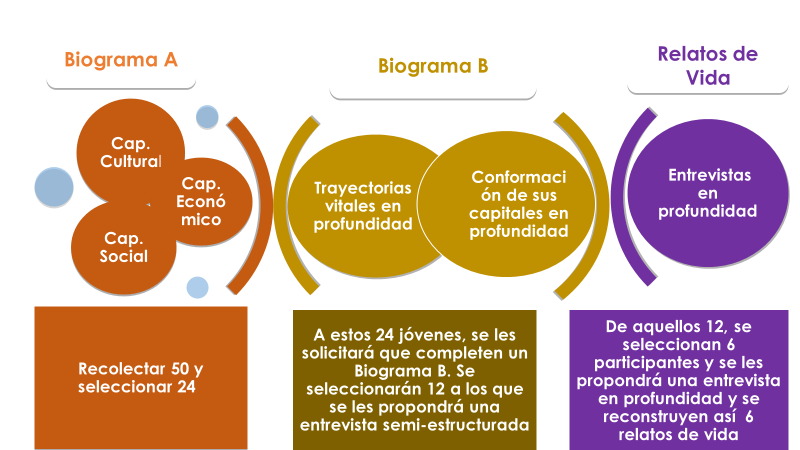 Biograma A
Cap.
Cultural
Cap.
Econó
mico
Cap.
Social
Recolectar 50 y
seleccionar 24
Biograma B
Trayectorias
vitales en
profundidad
Conformaci
ón de sus
capitales en
profundidad
A estos 24 jóvenes, se les
solicitará que completen un
Biograma B. Se
seleccionarán 12 a los que
se les propondrá una
entrevista semi-estructurada
Relatos de
Vida
Entrevistas
en
profundidad
De aquellos 12, se
seleccionan 6
participantes y se les
propondrá una entrevista
en profundidad y se
reconstruyen así 6
relatos de vida